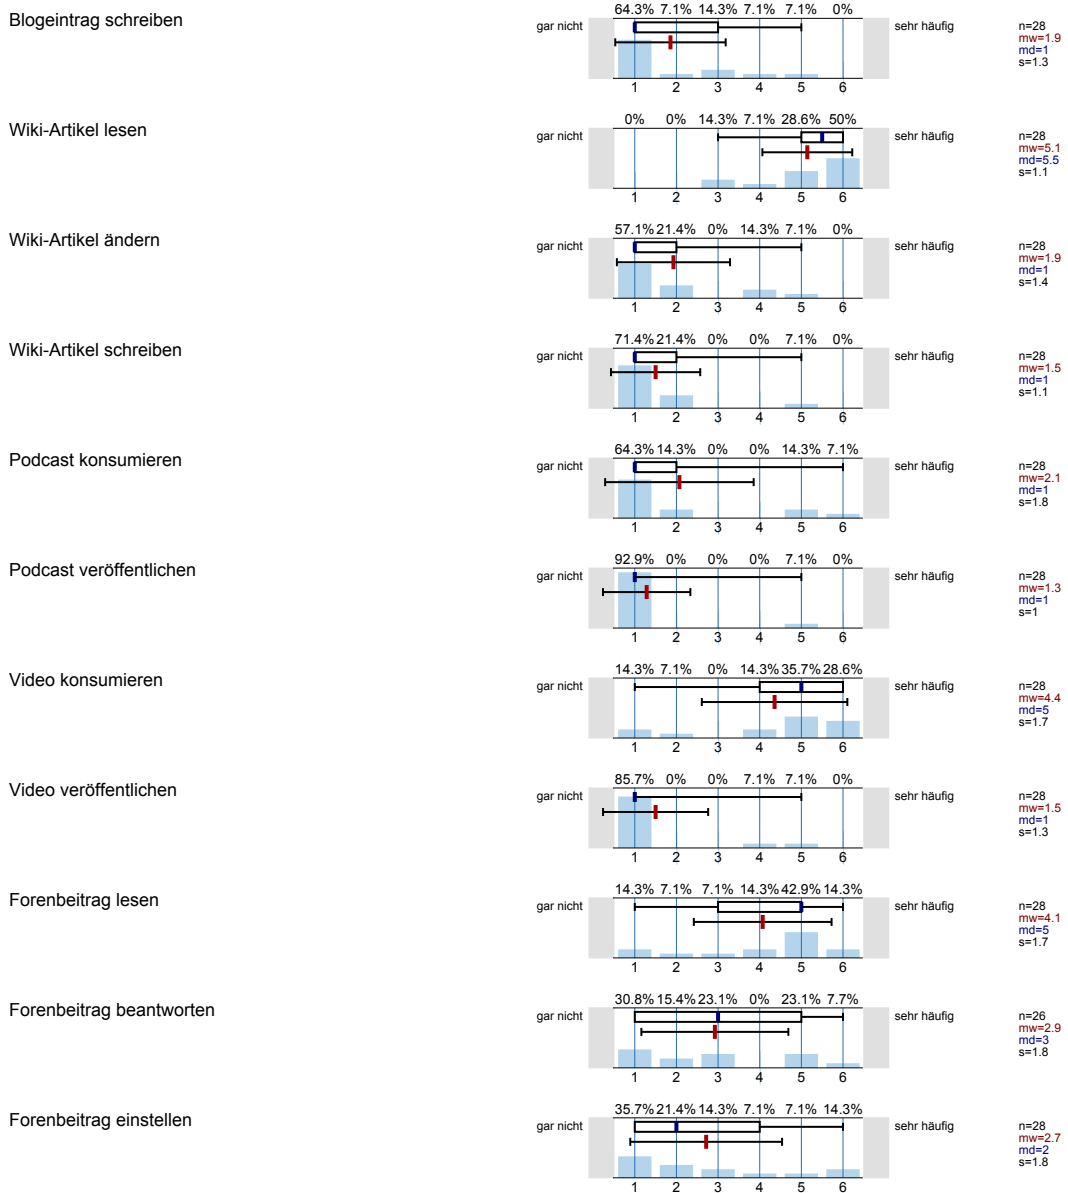 Blogeintrag schreiben
64.3% 7.1% 14.3% 7.1% 7.1% 0%
gar nicht
sehr häufig
n=28
mw=1.9
md=1
s=1.3
1 2 3 4 5 6
Wiki-Artikel lesen
0% 0% 14.3% 7.1% 28.6% 50%
gar nicht
sehr häufig
n=28
mw=5.1
md=5.5
s=1.1
1 2 3 4 5 6
Wiki-Artikel ändern
57.1% 21.4% 0% 14.3% 7.1% 0%
gar nicht
sehr häufig
n=28
mw=1.9
md=1
s=1.4
1 2 3 4 5 6
Wiki-Artikel schreiben
71.4% 21.4% 0% 0% 7.1% 0%
gar nicht
sehr häufig
n=28
mw=1.5
md=1
s=1.1
1 2 3 4 5 6
Podcast konsumieren
64.3% 14.3% 0% 0% 14.3% 7.1%
gar nicht
sehr häufig
n=28
mw=2.1
md=1
s=1.8
1 2 3 4 5 6
Podcast veröffentlichen
92.9% 0% 0% 0% 7.1% 0%
gar nicht
sehr häufig
n=28
mw=1.3
md=1
s=1
1 2 3 4 5 6
Video konsumieren
14.3% 7.1% 0% 14.3% 35.7% 28.6%
gar nicht
sehr häufig
n=28
mw=4.4
md=5
s=1.7
1 2 3 4 5 6
Video veröffentlichen
85.7% 0% 0% 7.1% 7.1% 0%
gar nicht
sehr häufig
n=28
mw=1.5
md=1
s=1.3
1 2 3 4 5 6
Forenbeitrag lesen
14.3% 7.1% 7.1% 14.3% 42.9% 14.3%
gar nicht
sehr häufig
n=28
mw=4.1
md=5
s=1.7
1 2 3 4 5 6
Forenbeitrag beantworten
30.8% 15.4% 23.1% 0% 23.1% 7.7%
gar nicht
sehr häufig
n=26
mw=2.9
md=3
s=1.8
1 2 3 4 5 6
Forenbeitrag einstellen
35.7% 21.4% 14.3% 7.1% 7.1% 14.3%
gar nicht
sehr häufig
n=28
mw=2.7
md=2
s=1.8
1 2 3 4 5 6